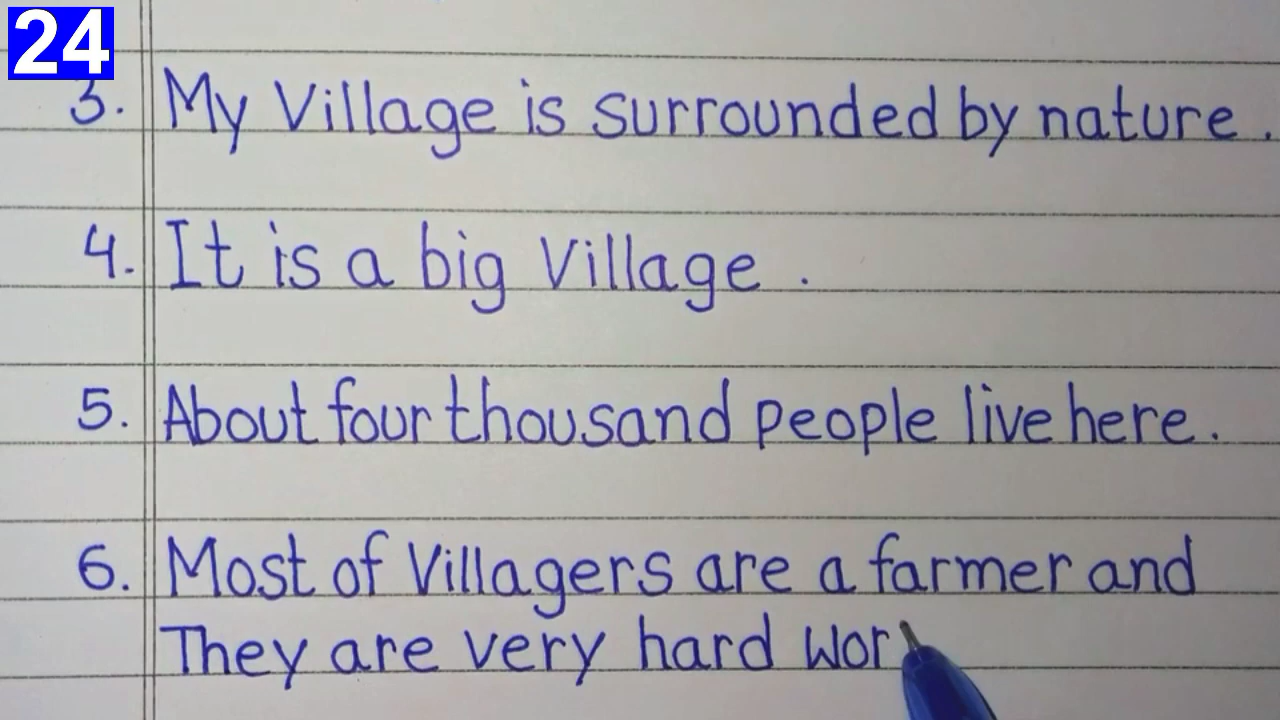 24
3. My Village is surrounded by nature.
4. It is a big Village.
5. About four thousand people live here.
6. Most of Villagers are a farmer and
They are very hard wor